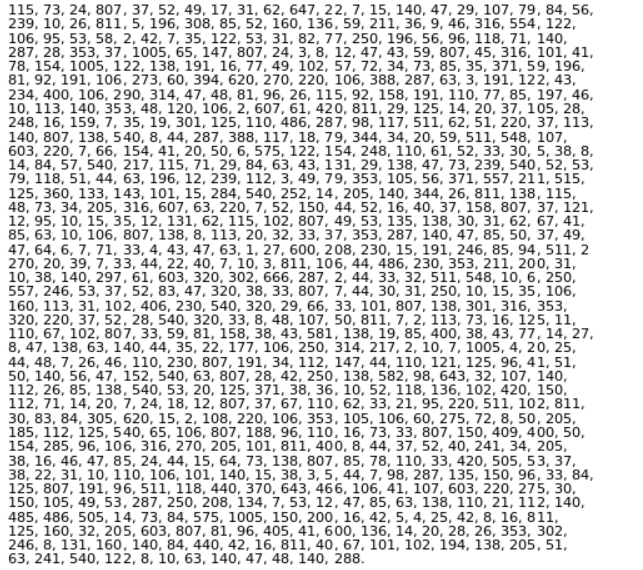 115, 73, 24, 807, 37, 52, 49, 17, 31, 62, 647, 22, 7, 15, 140, 47, 29, 107, 79, 84, 56,
239, 10, 26, 811, 5, 196, 308, 85, 52, 160, 136, 59, 211, 36, 9, 46, 316, 554, 122,
106, 95, 53, 58, 2, 42, 7, 35, 122, 53, 31, 82, 77, 250, 196, 56, 96, 118, 71, 140,
287, 28, 353, 37, 1005, 65, 147, 807, 24, 3, 8, 12, 47, 43, 59, 807, 45, 316, 101, 41,
78, 154, 1005, 122, 138, 191, 16, 77, 49, 102, 57, 72, 34, 73, 85, 35, 371, 59, 196,
81, 92, 191, 106, 273, 60, 394, 620, 270, 220, 106, 388, 287, 63, 3, 191, 122, 43,
234, 400, 106, 290, 314, 47, 48, 81, 96, 26, 115, 92, 158, 191, 110, 77, 85, 197, 46,
10, 113, 140, 353, 48, 120, 106, 2, 607, 61, 420, 811, 29, 125, 14, 20, 37, 105, 28,
248, 16, 159, 7, 35, 19, 301, 125, 110, 486, 287, 98, 117, 511, 62, 51, 220, 37, 113,
140, 807, 138, 540, 8, 44, 287, 388, 117, 18, 79, 344, 34, 20, 59, 511, 548, 107,
603, 220, 7, 66, 154, 41, 20, 50, 6, 575, 122, 154, 248, 110, 61, 52, 33, 30, 5, 38, 8,
14, 84, 57, 540, 217, 115, 71, 29, 84, 63, 43, 131, 29, 138, 47, 73, 239, 540, 52, 53,
79, 118, 51, 44, 63, 196, 12, 239, 112, 3, 49, 79, 353, 105, 56, 371, 557, 211, 515,
125, 360, 133, 143, 101, 15, 284, 540, 252, 14, 205, 140, 344, 26, 811, 138, 115,
48, 73, 34, 205, 316, 607, 63, 220, 7, 52, 150, 44, 52, 16, 40, 37, 158, 807, 37, 121,
12, 95, 10, 15, 35, 12, 131, 62, 115, 102, 807, 49, 53, 135, 138, 30, 31, 62, 67, 41,
85, 63, 10, 106, 807, 138, 8, 113, 20, 32, 33, 37, 353, 287, 140, 47, 85, 50, 37, 49,
47, 64, 6, 7, 71, 33, 4, 43, 47, 63, 1, 27, 600, 208, 230, 15, 191, 246, 85, 94, 511, 2
270, 20, 39, 7, 33, 44, 22, 40, 7, 10, 3, 811, 106, 44, 486, 230, 353, 211, 200, 31,
10, 38, 140, 297, 61, 603, 320, 302, 666, 287, 2, 44, 33, 32, 511, 548, 10, 6, 250,
557, 246, 53, 37, 52, 83, 47, 320, 38, 33, 807, 7, 44, 30, 31, 250, 10, 15, 35, 106,
160, 113, 31, 102, 406, 230, 540, 320, 29, 66, 33, 101, 807, 138, 301, 316, 353,
320, 220, 37, 52, 28, 540, 320, 33, 8, 48, 107, 50, 811, 7, 2, 113, 73, 16, 125, 11,
110, 67, 102, 807, 33, 59, 81, 158, 38, 43, 581, 138, 19, 85, 400, 38, 43, 77, 14, 27,
8, 47, 138, 63, 140, 44, 35, 22, 177, 106, 250, 314, 217, 2, 10, 7, 1005, 4, 20, 25,
44, 48, 7, 26, 46, 110, 230, 807, 191, 34, 112, 147, 44, 110, 121, 125, 96, 41, 51,
50, 140, 56, 47, 152, 540, 63, 807, 28, 42, 250, 138, 582, 98, 643, 32, 107, 140,
112, 26, 85, 138, 540, 53, 20, 125, 371, 38, 36, 10, 52, 118, 136, 102, 420, 150,
112, 71, 14, 20, 7, 24, 18, 12, 807, 37, 67, 110, 62, 33, 21, 95, 220, 511, 102, 811,
30, 83, 84, 305, 620, 15, 2, 108, 220, 106, 353, 105, 106, 60, 275, 72, 8, 50, 205,
185, 112, 125, 540, 65, 106, 807, 188, 96, 110, 16, 73, 33, 807, 150, 409, 400, 50,
154, 285, 96, 106, 316, 270, 205, 101, 811, 400, 8, 44, 37, 52, 40, 241, 34, 205,
38, 16, 46, 47, 85, 24, 44, 15, 64, 73, 138, 807, 85, 78, 110, 33, 420, 505, 53, 37,
38, 22, 31, 10, 110, 106, 101, 140, 15, 38, 3, 5, 44, 7, 98, 287, 135, 150, 96, 33, 84,
125, 807, 191, 96, 511, 118, 440, 370, 643, 466, 106, 41, 107, 603, 220, 275, 30,
150, 105, 49, 53, 287, 250, 208, 134, 7, 53, 12, 47, 85, 63, 138, 110, 21, 112, 140,
485, 486, 505, 14, 73, 84, 575, 1005, 150, 200, 16, 42, 5, 4, 25, 42, 8, 16, 811,
125, 160, 32, 205, 603, 807, 81, 96, 405, 41, 600, 136, 14, 20, 28, 26, 353, 302,
246, 8, 131, 160, 140, 84, 440, 42, 16, 811, 40, 67, 101, 102, 194, 138, 205, 51,
63, 241, 540, 122, 8, 10, 63, 140, 47, 48, 140, 288.